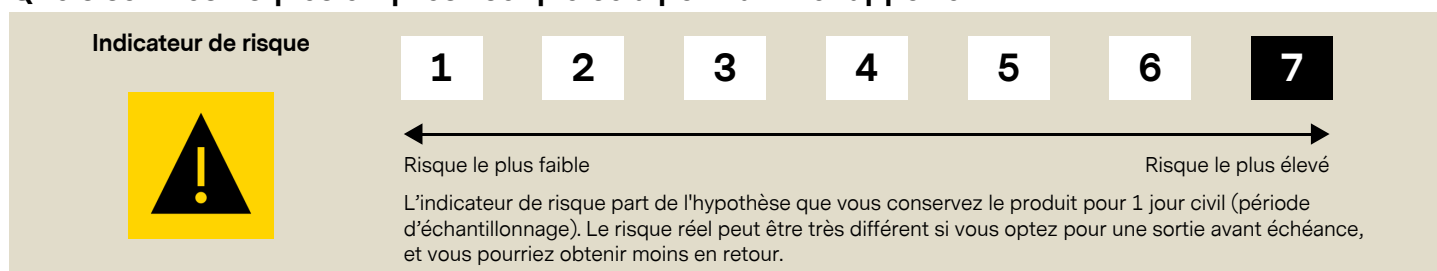 Indicateur de risque
1 2 3 4 5 6 7
Risque le plus faible
Risque le plus élevé
L’indicateur de risque part de l'hypothèse que vous conservez le produit pour 1 jour civil (période
d’échantillonnage). Le risque réel peut être très différent si vous optez pour une sortie avant échéance,
et vous pourriez obtenir moins en retour.